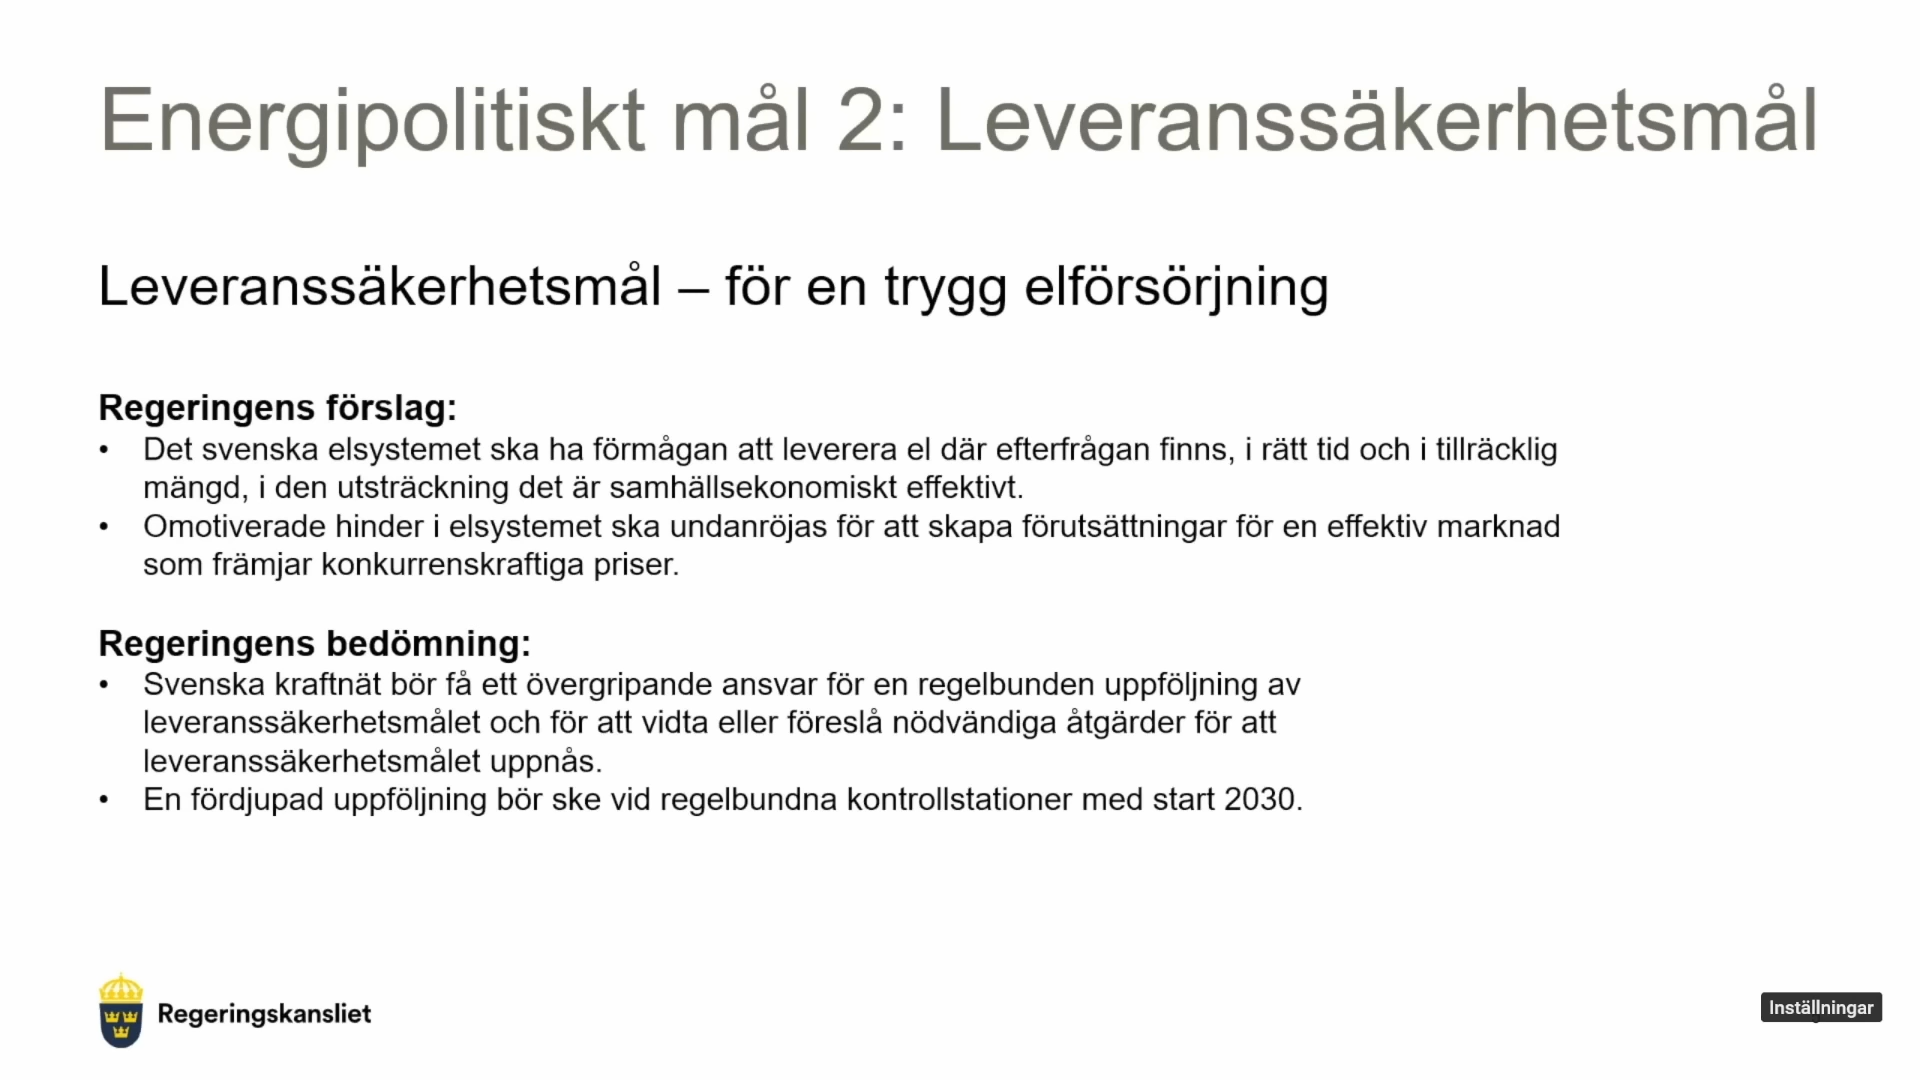 Energipolitiskt mål 2: Leveranssäkerhetsmål
Leveranssäkerhetsmål – för en trygg elförsörjning
Regeringens förslag:
• Det svenska elsystemet ska ha förmågan att leverera el där efterfrågan finns, i rätt tid och i tillräcklig
mängd, i den utsträckning det är samhällsekonomiskt effektivt.
• Omotiverade hinder i elsystemet ska undanröjas för att skapa förutsättningar för en effektiv marknad
som främjar konkurrenskraftiga priser.
Regeringens bedömning:
• Svenska kraftnät bör få ett övergripande ansvar för en regelbunden uppföljning av
leveranssäkerhetsmålet och för att vidta eller föreslå nödvändiga åtgärder för att
leveranssäkerhetsmålet uppnås.
• En fördjupad uppföljning bör ske vid regelbundna kontrollstationer med start 2030.
Regeringskansliet
Inställningar